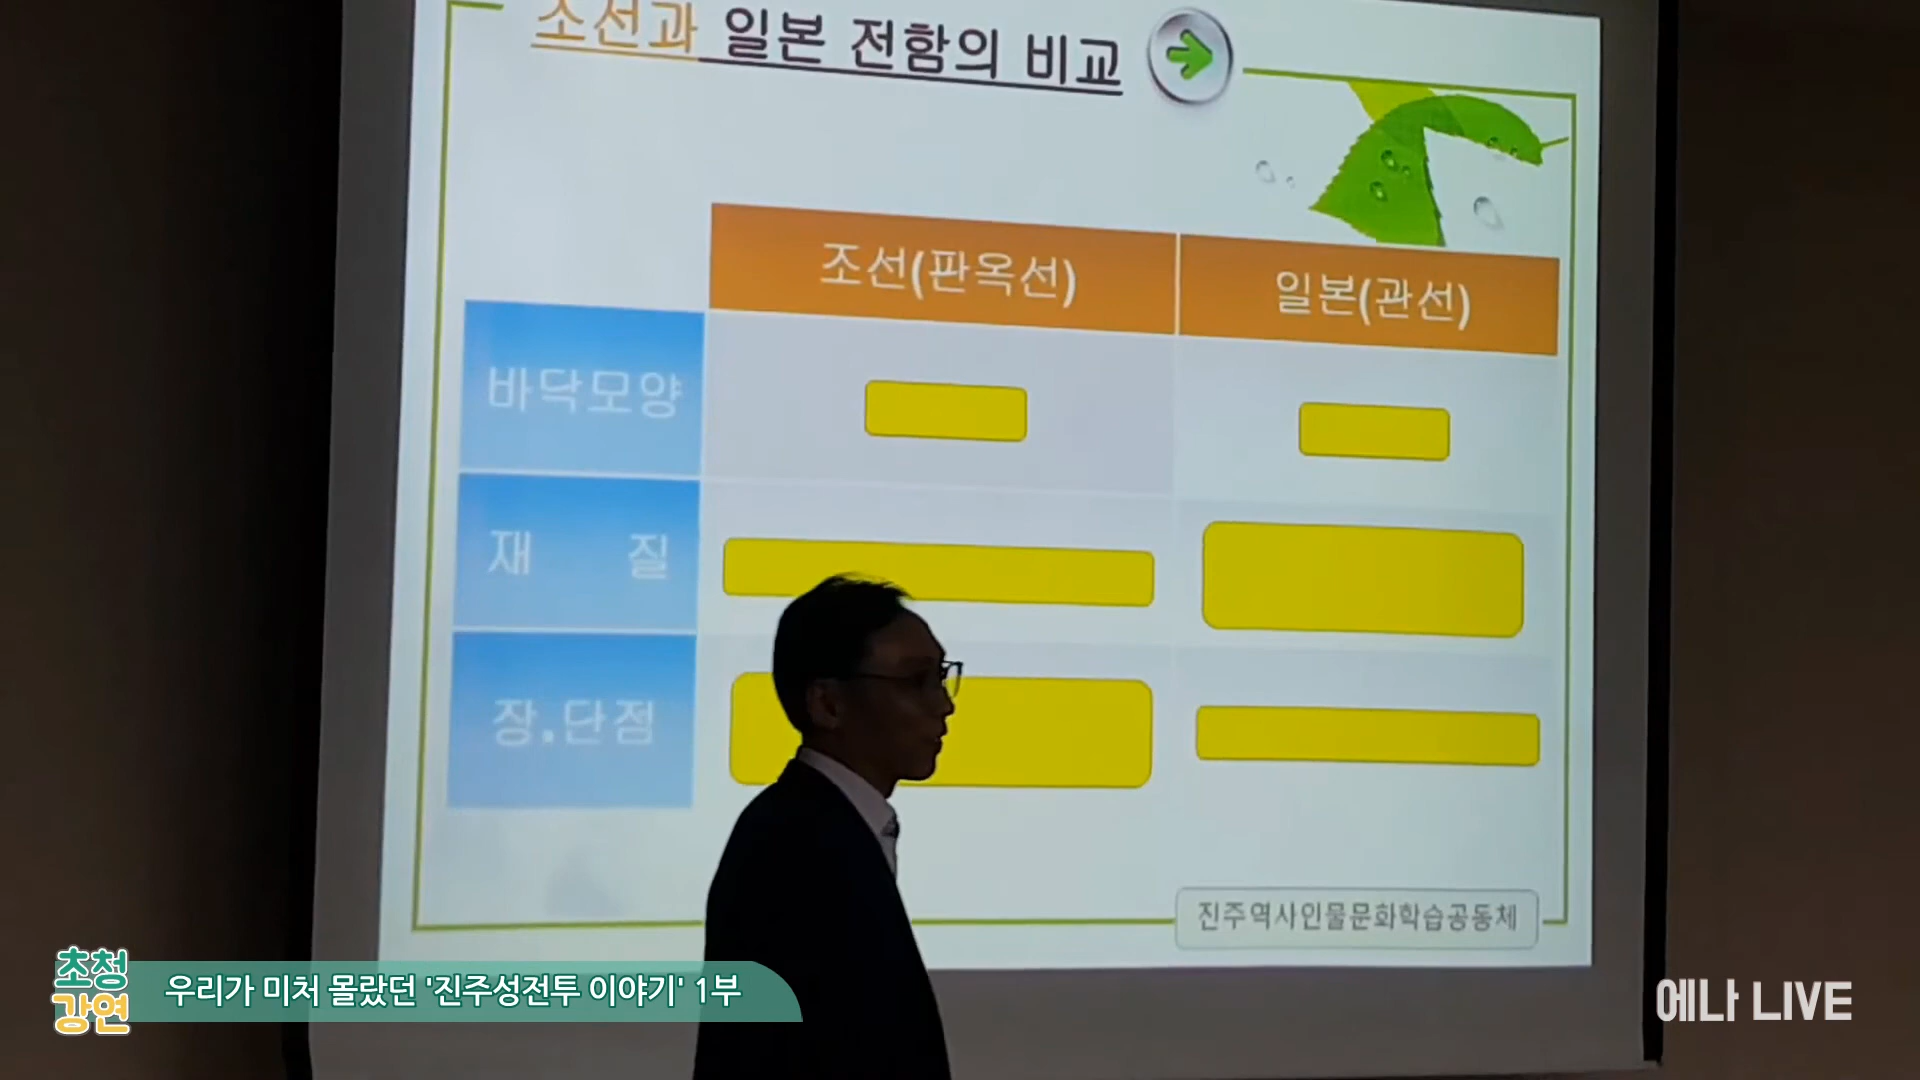 조선과 일본 전함의 비교
조선(판옥선)
일본(관선)
바닥모양
재 질
장.단점
진주역사인물문화학습공동체
초청
강연
우리가 미처 몰랐던 '진주성전투 이야기' 1부
에나 LIVE